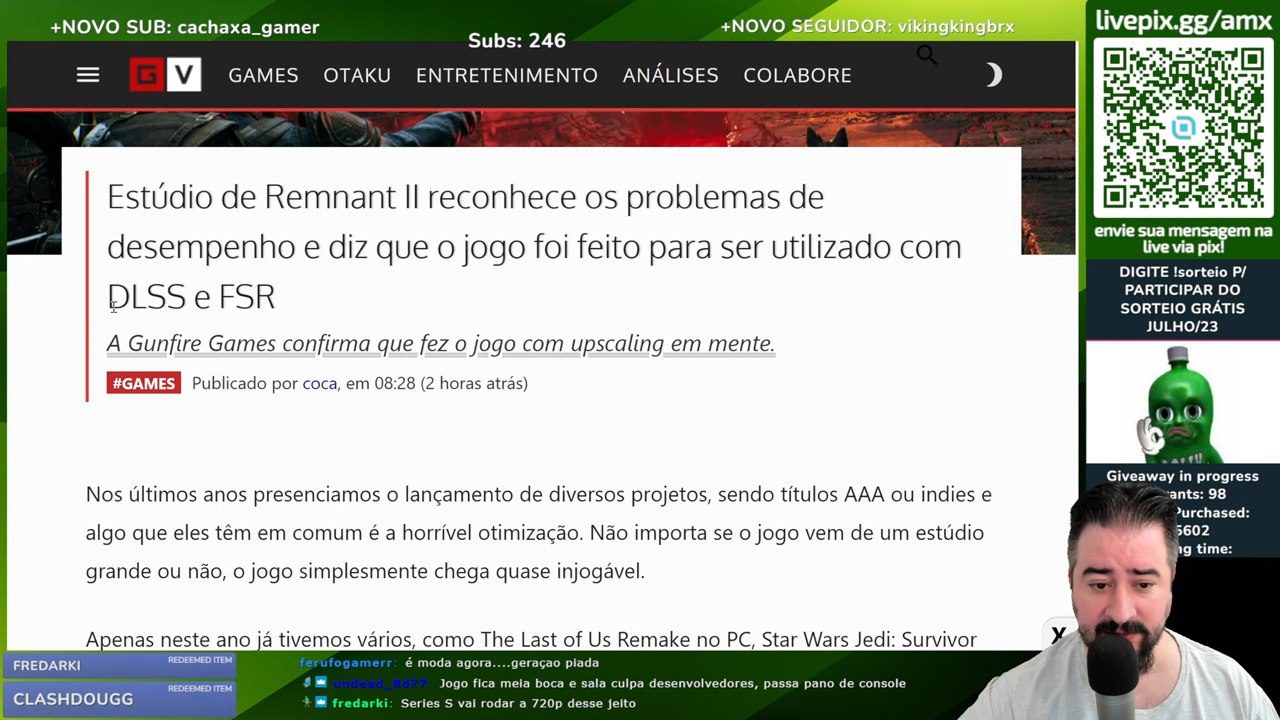 +NOVO SUB: cachaxa_gamer
Subs: 246
+NOVO SEGUIDOR: vikingkingbrx
livepix.gg/amx
G V GAMES OTAKU ENTRETENIMENTO ANÁLISES COLABORE
Estúdio de Remnant II reconhece os problemas de
desempenho e diz que o jogo foi feito para ser utilizado com
DLSS e FSR
A Gunfire Games confirma que fez o jogo com upscaling em mente.
#GAMES Publicado por coca, em 08:28 (2 horas atrás)
Nos últimos anos presenciamos o lançamento de diversos projetos, sendo títulos AAA ou indies e
algo que eles têm em comum é a horrível otimização. Não importa se o jogo vem de um estúdio
grande ou não, o jogo simplesmente chega quase injogável.
Apenas neste ano já tivemos vários, como The Last of Us Remake no PC, Star Wars Jedi: Survivor
X
envie sua mensagem na
live via pix!
DIGITE !sorteio P/
PARTICIPAR DO
SORTEIO GRÁTIS
JULHO/23
Giveaway in progress
98
Purchased:
5602
time:
FREDARKI REDEEMED ITEM
CLASHDOUGG REDEEMED ITEM
ferufogamerr: é moda agora....geraçao piada
undead_8d77: Jogo fica meia boca e sala culpa desenvolvedores, passa pano de console
fredarki: Series S vai rodar a 720p desse jeito